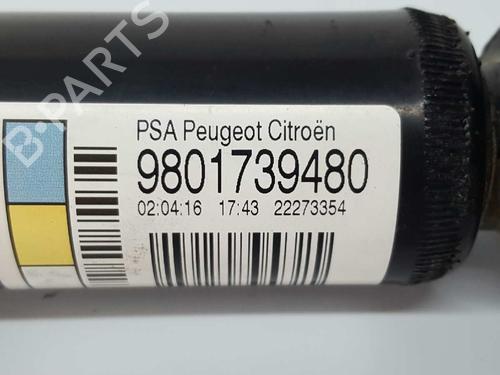 PSA Peugeot Citroën
9801739480
02:04:16 17:43 22273354
B-PARTS